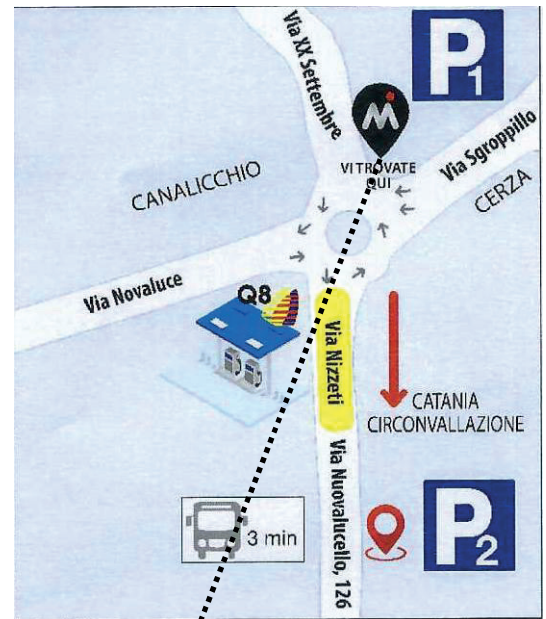 P1
Via XX Settembre
M
VI TROVATE
QUI
Via Sgroppillo
CERZA
CANALICCHIO
Via Novaluce
Q8
Via Nizzeti
CATANIA
CIRCONVALLAZIONE
Via Nuovalucello, 126
3 min
P2